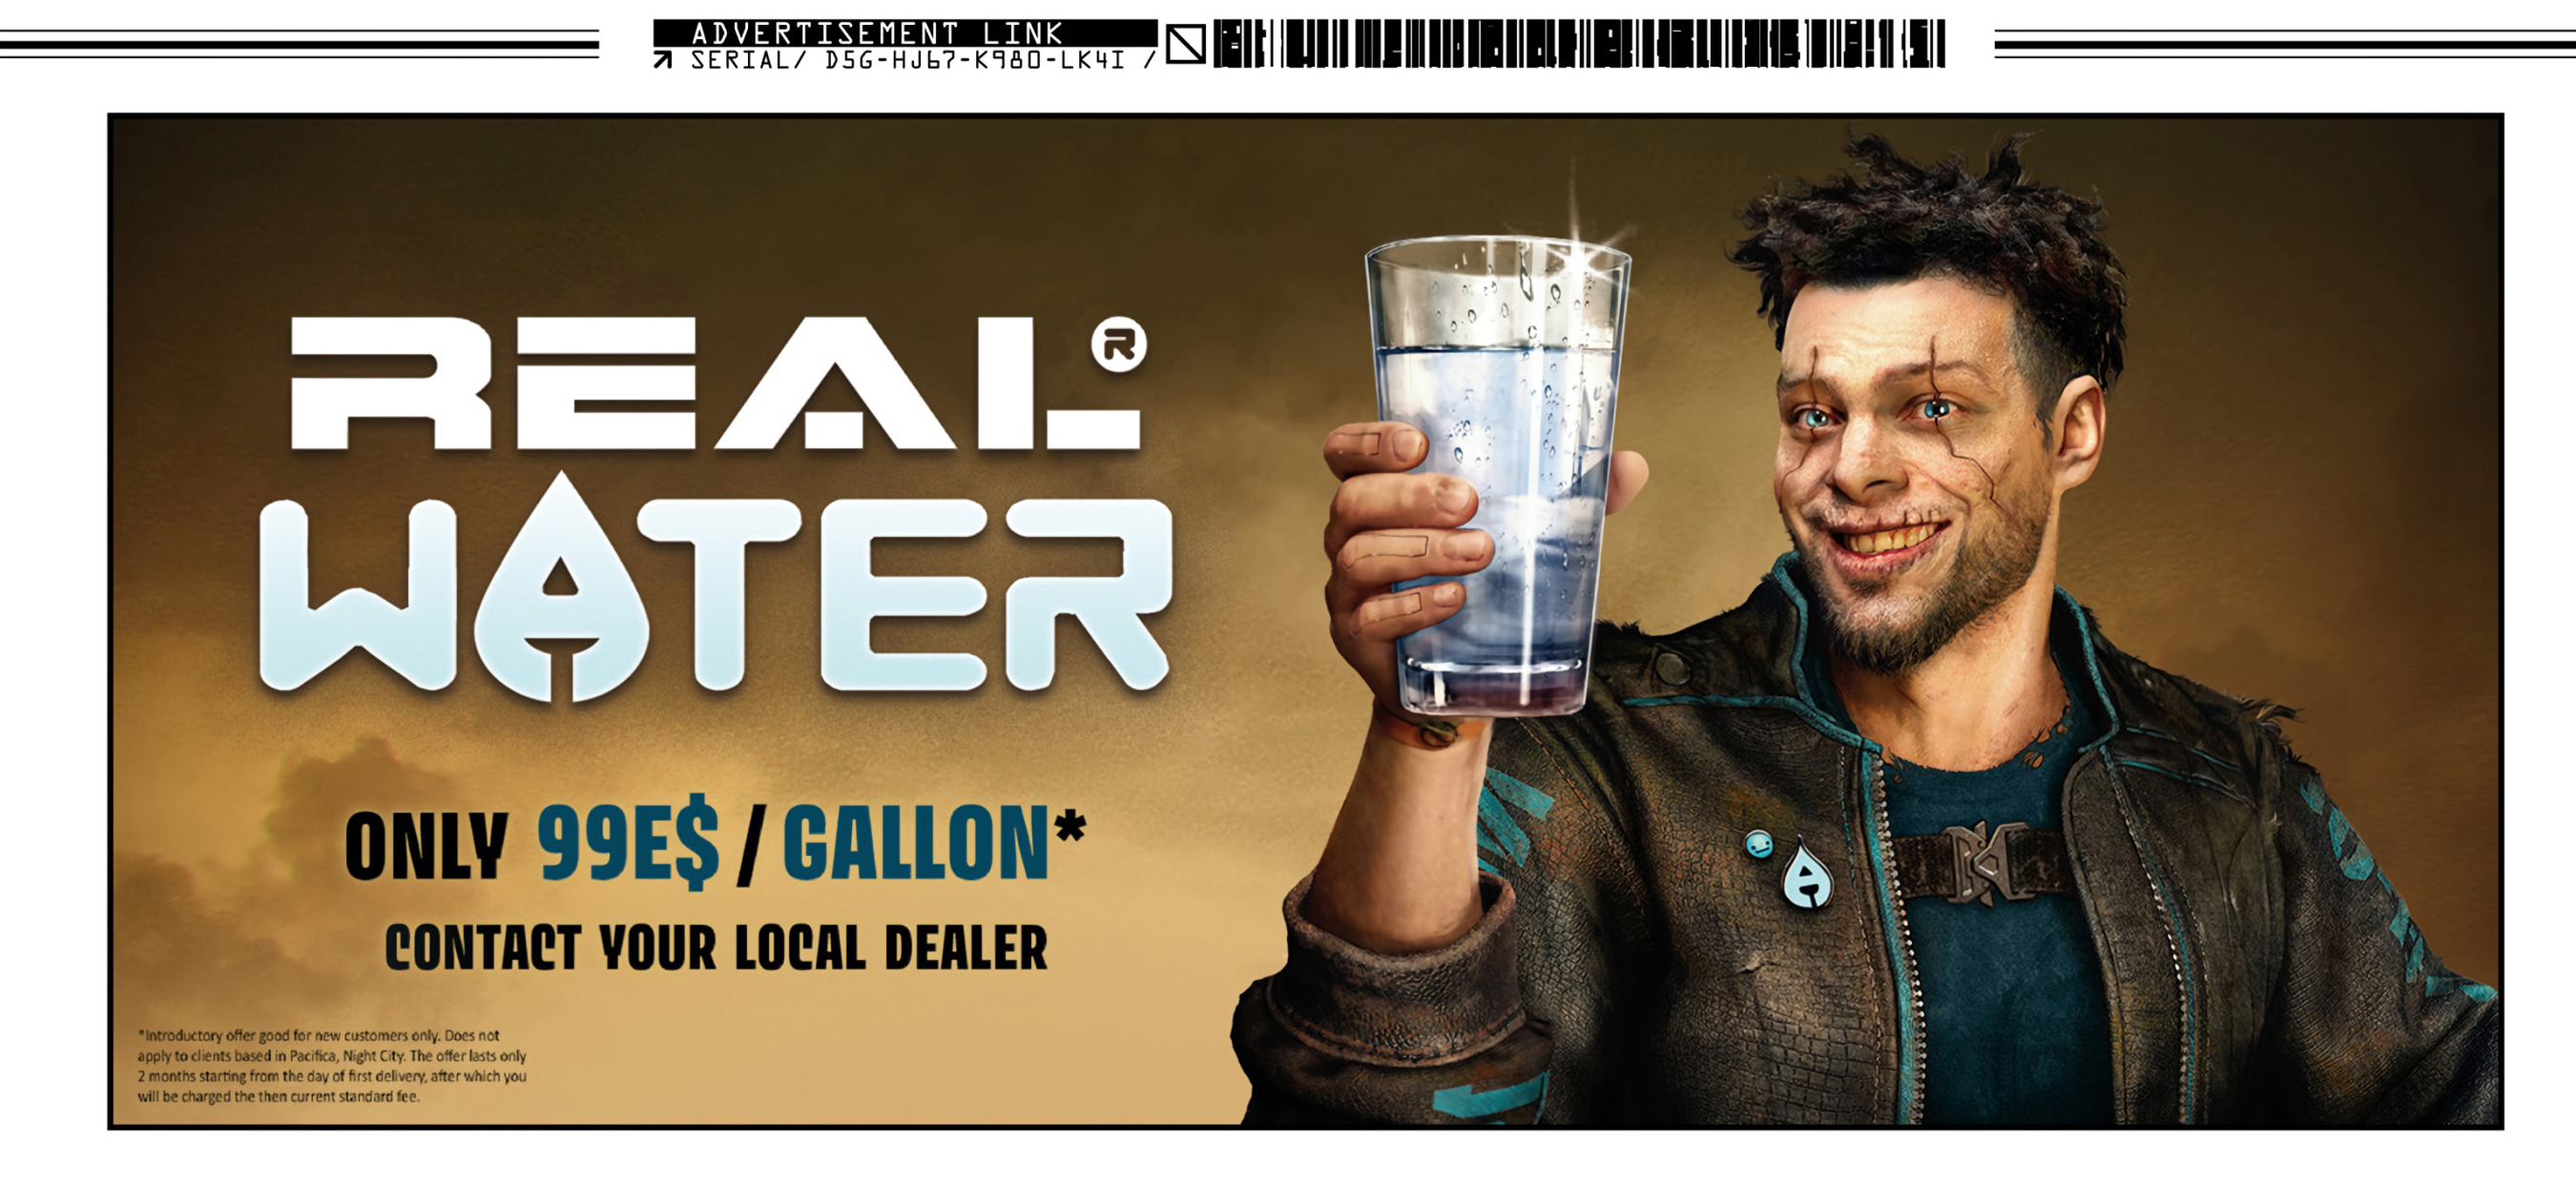 ADVERTISEMENT LINK
SERIAL/ D5G-HJ67-K980-LK4I /
REAL®
WATER
ONLY 99E$ / GALLON*
CONTACT YOUR LOCAL DEALER
*Introductory offer good for new customers only. Does not
apply to clients based in Pacifica, Night City. The offer lasts only
2 months starting from the day of first delivery, after which you
will be charged the then current standard fee.